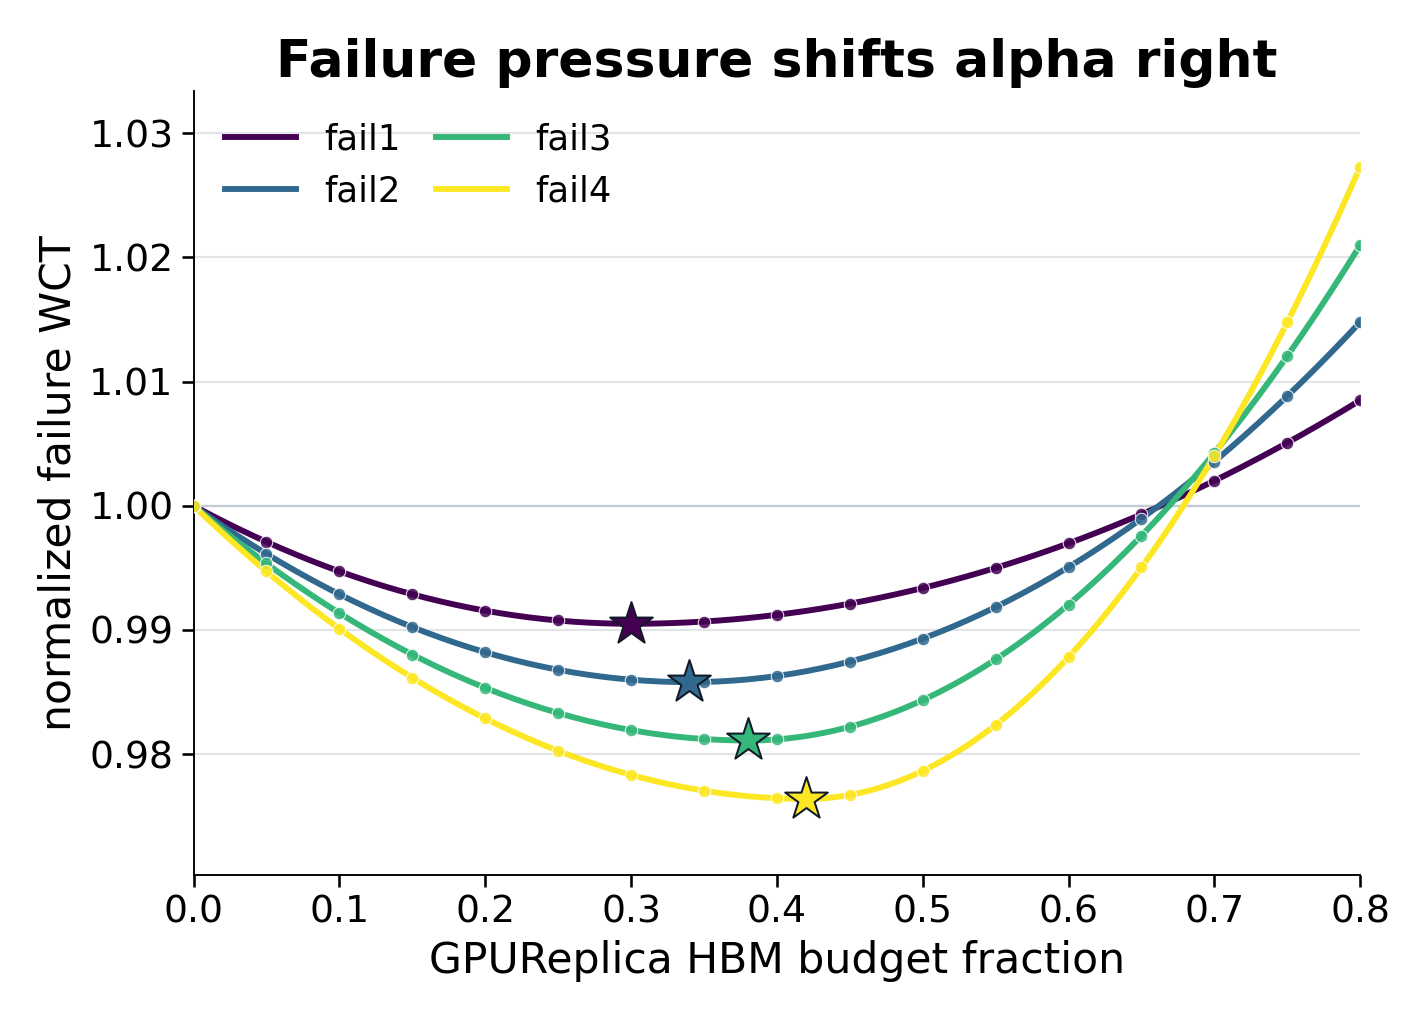 Failure pressure shifts alpha right
1.03
1.02
1.01
1.00
0.99
0.98
normalized failure WCT
fail1 fail3
fail2 fail4
0.0 0.1 0.2 0.3 0.4 0.5 0.6 0.7 0.8
GPUReplica HBM budget fraction